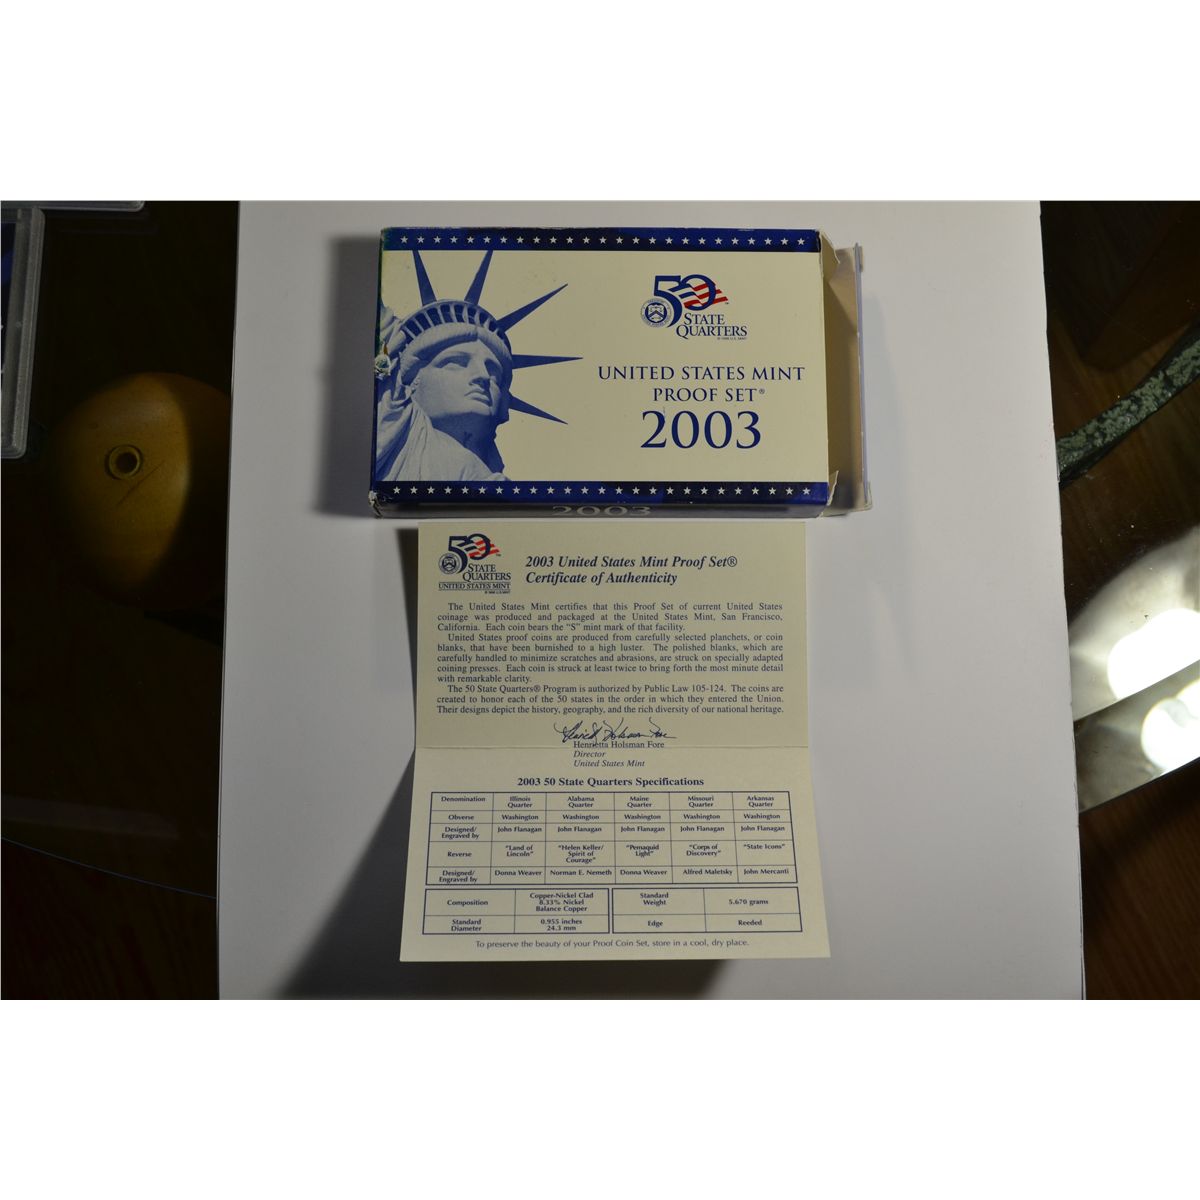 50
STATE
QUARTERS
© 1998 U.S. MINT
UNITED STATES MINT
PROOF SET®
2003
2003
50
STATE
QUARTERS
UNITED STATES MINT
© 1998 U.S. MINT
2003 United States Mint Proof Set®
Certificate of Authenticity
The United States Mint certifies that this Proof Set of current United States
coinage was produced and packaged at the United States Mint, San Francisco,
California. Each coin bears the "S" mint mark of that facility.
United States proof coins are produced from carefully selected planchets, or coin
blanks, that have been burnished to a high luster. The polished blanks, which are
carefully handled to minimize scratches and abrasions, are struck on specially adapted
coining presses. Each coin is struck at least twice to bring forth the most minute detail
with remarkable clarity.
The 50 State Quarters® Program is authorized by Public Law 105-124. The coins are
created to honor each of the 50 states in the order in which they entered the Union.
Their designs depict the history, geography, and the rich diversity of our national heritage.
Henrietta Holsman Fore
Henrietta Holsman Fore
Director
United States Mint
2003 50 State Quarters Specifications
Denomination Illinois Quarter Alabama Quarter Maine Quarter Missouri Quarter Arkansas Quarter
Obverse Washington Washington Washington Washington Washington
Designed/ Engraved by John Flanagan John Flanagan John Flanagan John Flanagan John Flanagan
Reverse "Land of Lincoln" "Helen Keller/ Spirit of Courage" "Pemaquid Light" "Corps of Discovery" "State Icons"
Designed/ Engraved by Donna Weaver Norman E. Nemeth Donna Weaver Alfred Maletsky John Mercanti
Composition Copper-Nickel Clad 8.33% Nickel Balance Copper Standard Weight 5.670 grams
Standard Diameter 0.955 inches 24.3 mm Edge Reeded
To preserve the beauty of your Proof Coin Set, store in a cool, dry place.